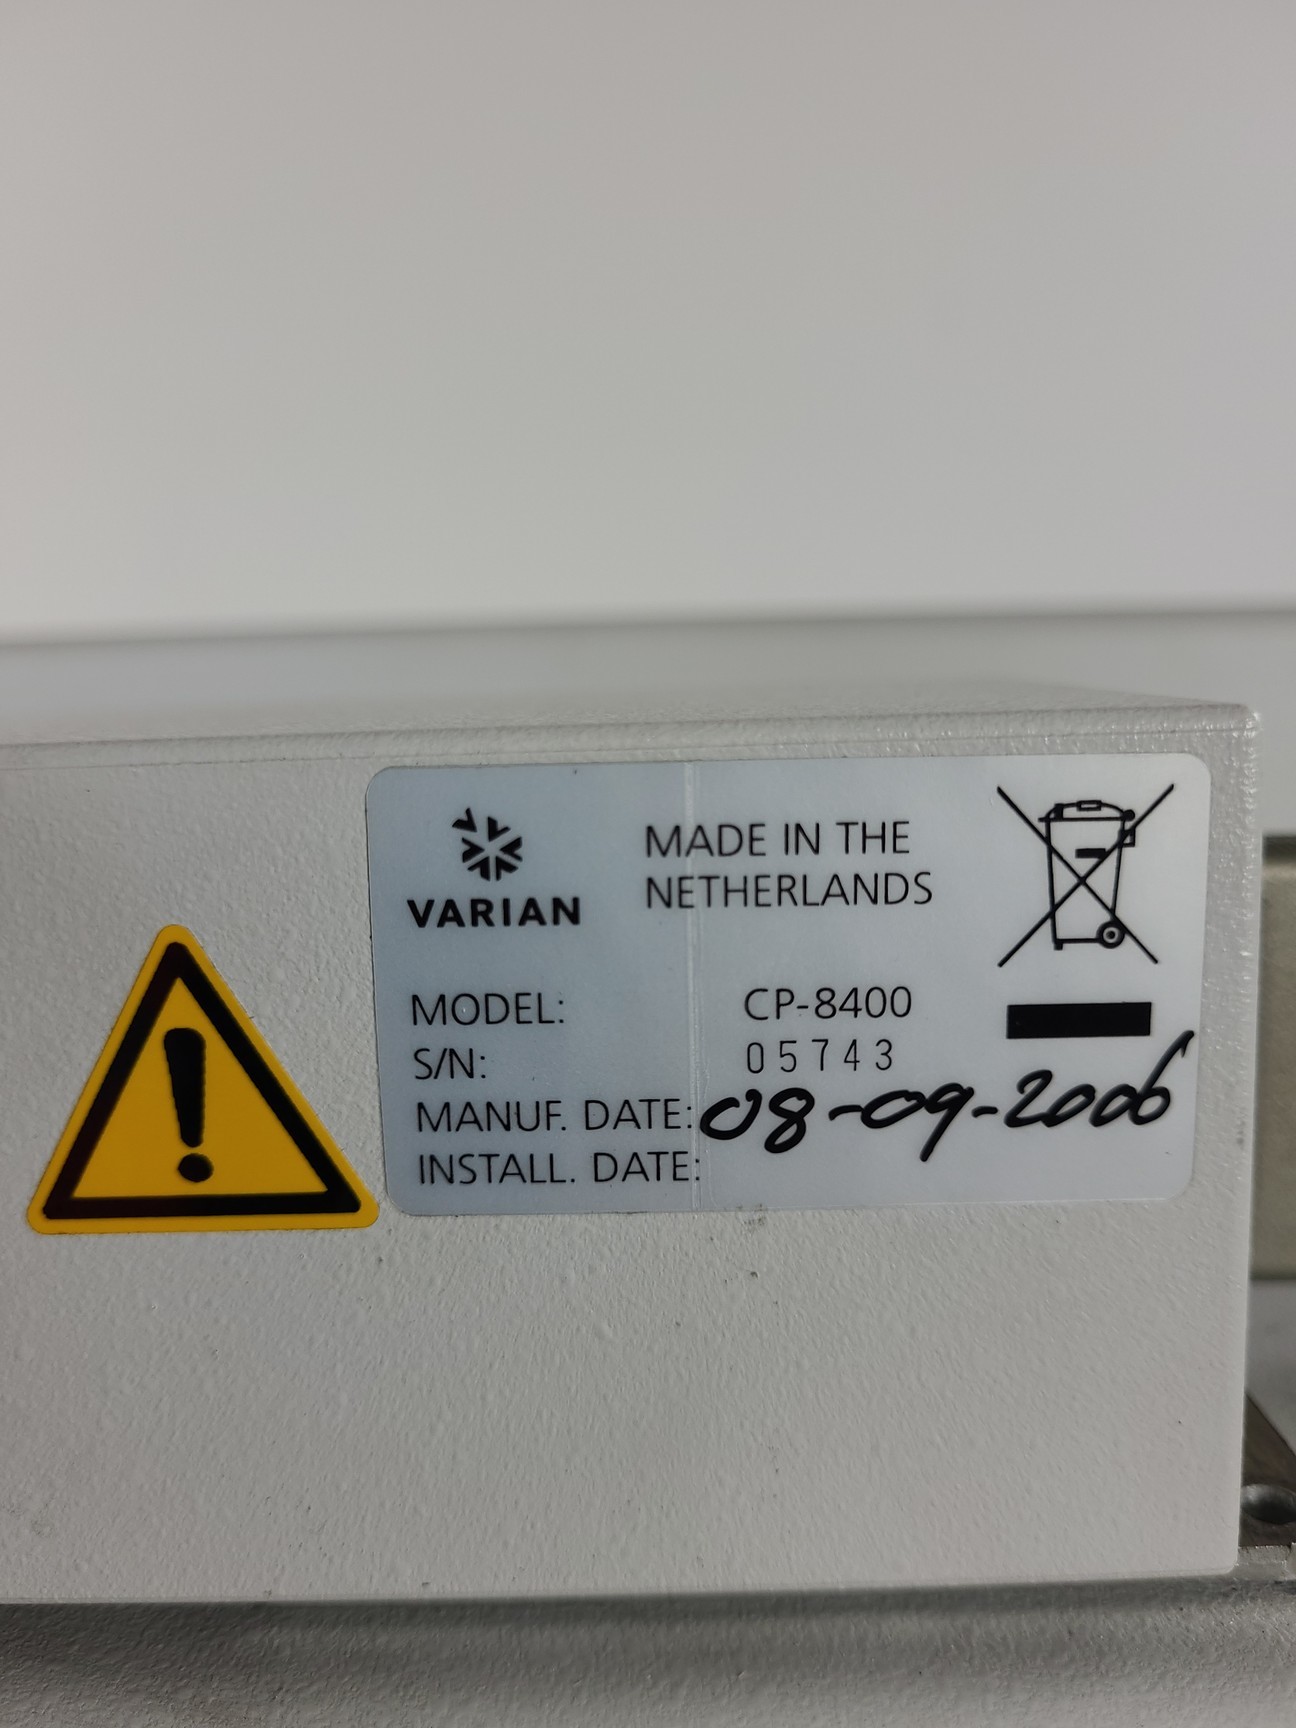 VARIAN
MADE IN THE
NETHERLANDS
MODEL: CP-8400
S/N: 05743
MANUF. DATE: 08-09-2006
INSTALL. DATE: